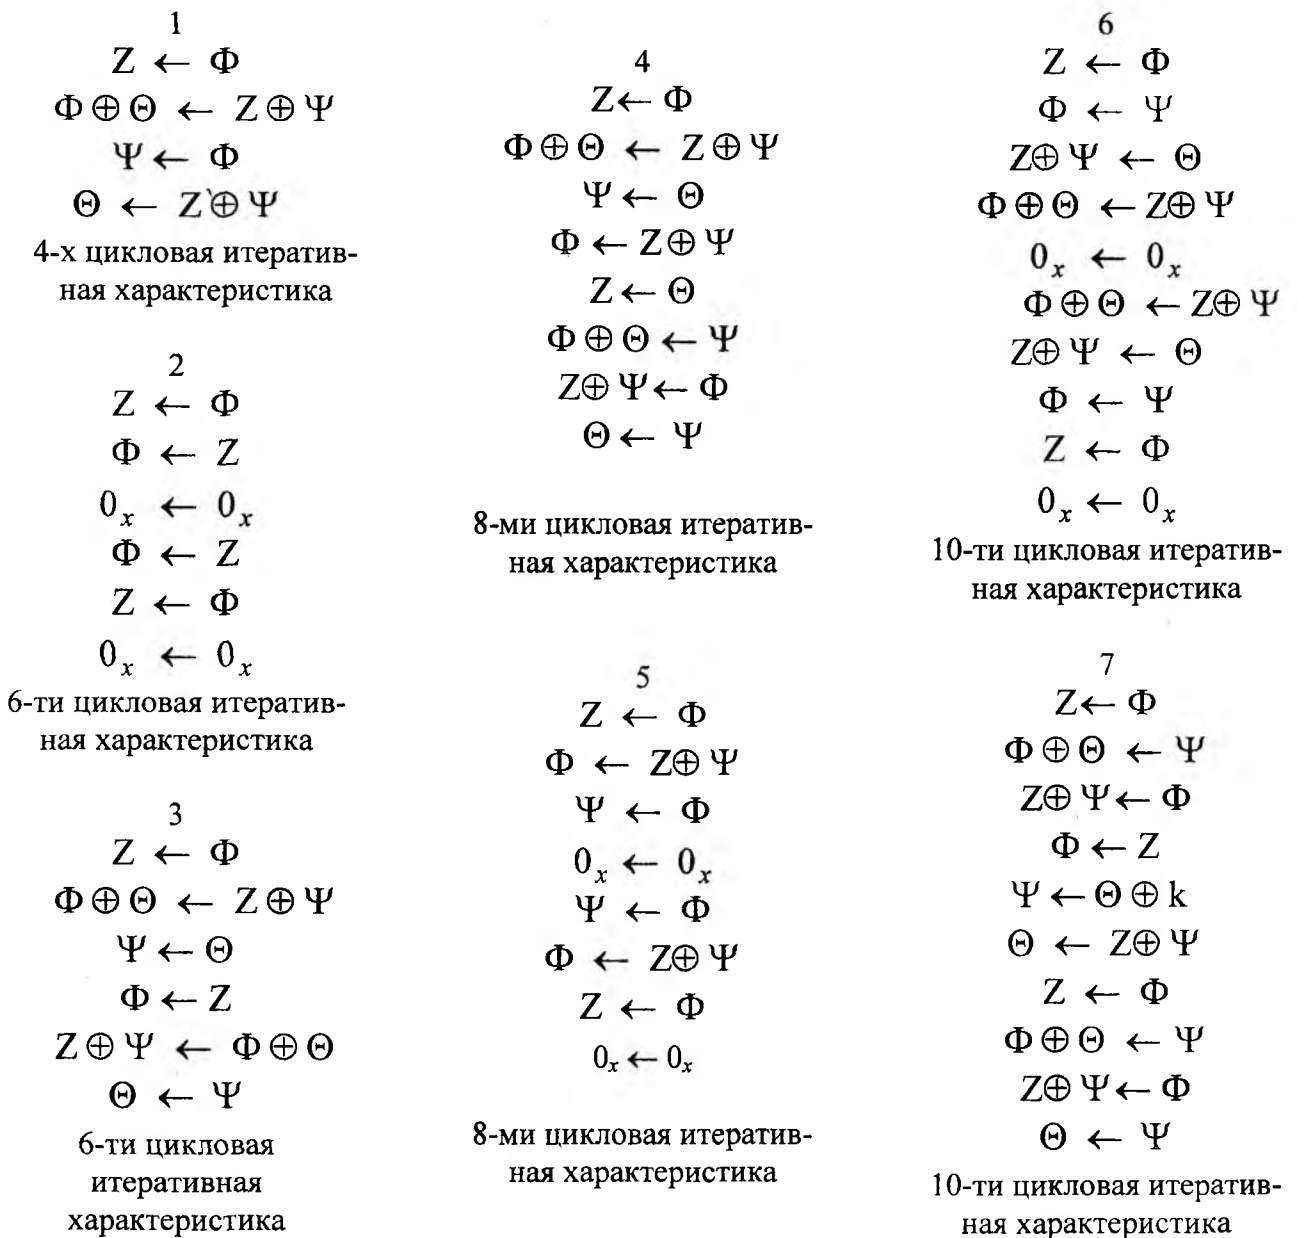 1
Z ← Φ
Φ ⊕ Θ ← Z ⊕ Ψ
Ψ ← Φ
Θ ← Z ⊕ Ψ
4-х цикловая итератив-
ная характеристика
2
Z ← Φ
Φ ← Z
0ₓ ← 0ₓ
Φ ← Z
Z ← Φ
0ₓ ← 0ₓ
6-ти цикловая итератив-
ная характеристика
3
Z ← Φ
Φ ⊕ Θ ← Z ⊕ Ψ
Ψ ← Θ
Φ ← Z
Z ⊕ Ψ ← Φ ⊕ Θ
Θ ← Ψ
6-ти цикловая
итеративная
характеристика
4
Z ← Φ
Φ ⊕ Θ ← Z ⊕ Ψ
Ψ ← Θ
Φ ← Z ⊕ Ψ
Z ← Θ
Φ ⊕ Θ ← Ψ
Z ⊕ Ψ ← Φ
Θ ← Ψ
8-ми цикловая итератив-
ная характеристика
5
Z ← Φ
Φ ← Z ⊕ Ψ
Ψ ← Φ
0ₓ ← 0ₓ
Ψ ← Φ
Φ ← Z ⊕ Ψ
Z ← Φ
0ₓ ← 0ₓ
8-ми цикловая итератив-
ная характеристика
6
Z ← Φ
Φ ← Ψ
Z ⊕ Ψ ← Θ
Φ ⊕ Θ ← Z ⊕ Ψ
0ₓ ← 0ₓ
Φ ⊕ Θ ← Z ⊕ Ψ
Z ⊕ Ψ ← Θ
Φ ← Ψ
Z ← Φ
0ₓ ← 0ₓ
10-ти цикловая итератив-
ная характеристика
7
Z ← Φ
Φ ⊕ Θ ← Ψ
Z ⊕ Ψ ← Φ
Φ ← Z
Ψ ← Θ ⊕ k
Θ ← Z ⊕ Ψ
Z ← Φ
Φ ⊕ Θ ← Ψ
Z ⊕ Ψ ← Φ
Θ ← Ψ
10-ти цикловая итератив-
ная характеристика